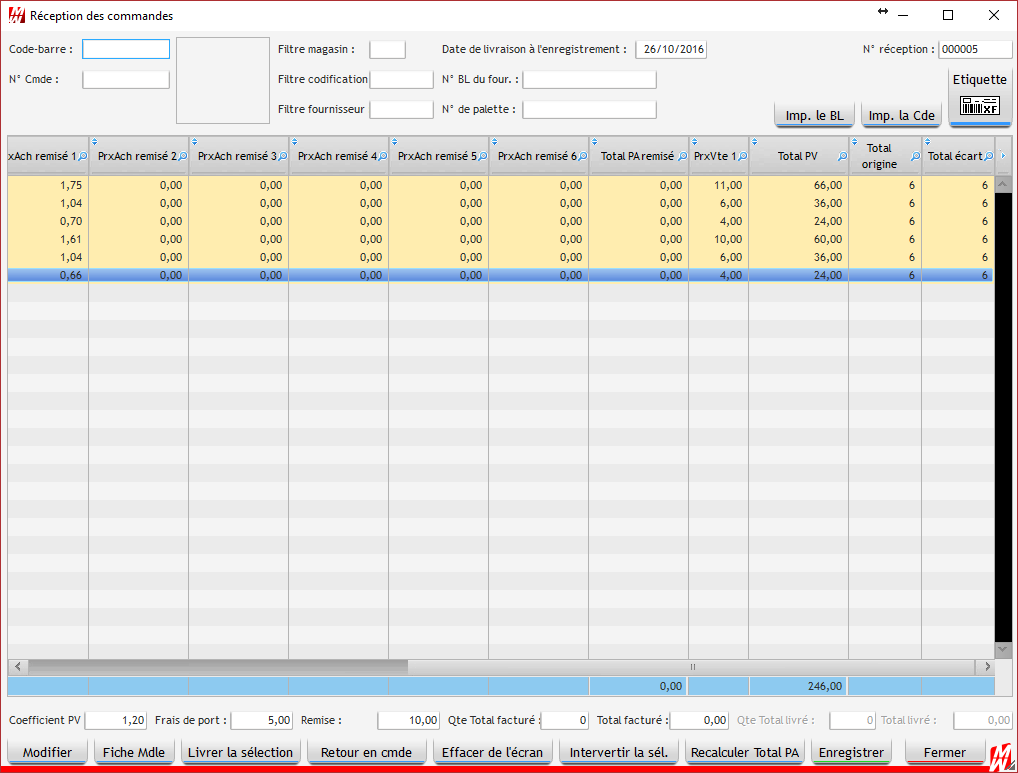 Réception des commandes
Code-barre :
Filtre magasin :
Date de livraison à l'enregistrement : 26/10/2016
N° réception : 000005
N° Cmde :
Filtre codification
N° BL du four. :
Filtre fournisseur
N° de palette :
Imp. le BL
Imp. la Cde
Etiquette
XF
xAch remisé 1 PrxAch remisé 2 PrxAch remisé 3 PrxAch remisé 4 PrxAch remisé 5 PrxAch remisé 6 Total PA remisé PrxVte 1 Total PV Total origine Total écart
1,75 0,00 0,00 0,00 0,00 0,00 0,00 11,00 66,00 6 6
1,04 0,00 0,00 0,00 0,00 0,00 0,00 6,00 36,00 6 6
0,70 0,00 0,00 0,00 0,00 0,00 0,00 4,00 24,00 6 6
1,61 0,00 0,00 0,00 0,00 0,00 0,00 10,00 60,00 6 6
1,04 0,00 0,00 0,00 0,00 0,00 0,00 6,00 36,00 6 6
0,66 0,00 0,00 0,00 0,00 0,00 0,00 4,00 24,00 6 6
0,00 246,00
Coefficient PV 1,20 Frais de port : 5,00 Remise : 10,00 Qte Total facturé : 0 Total facturé : 0,00 Qte Total livré : 0 Total livré : 0,00
Modifier Fiche Mdle Livrer la sélection Retour en cmde Effacer de l'écran Intervertir la sél. Recalculer Total PA Enregistrer Fermer